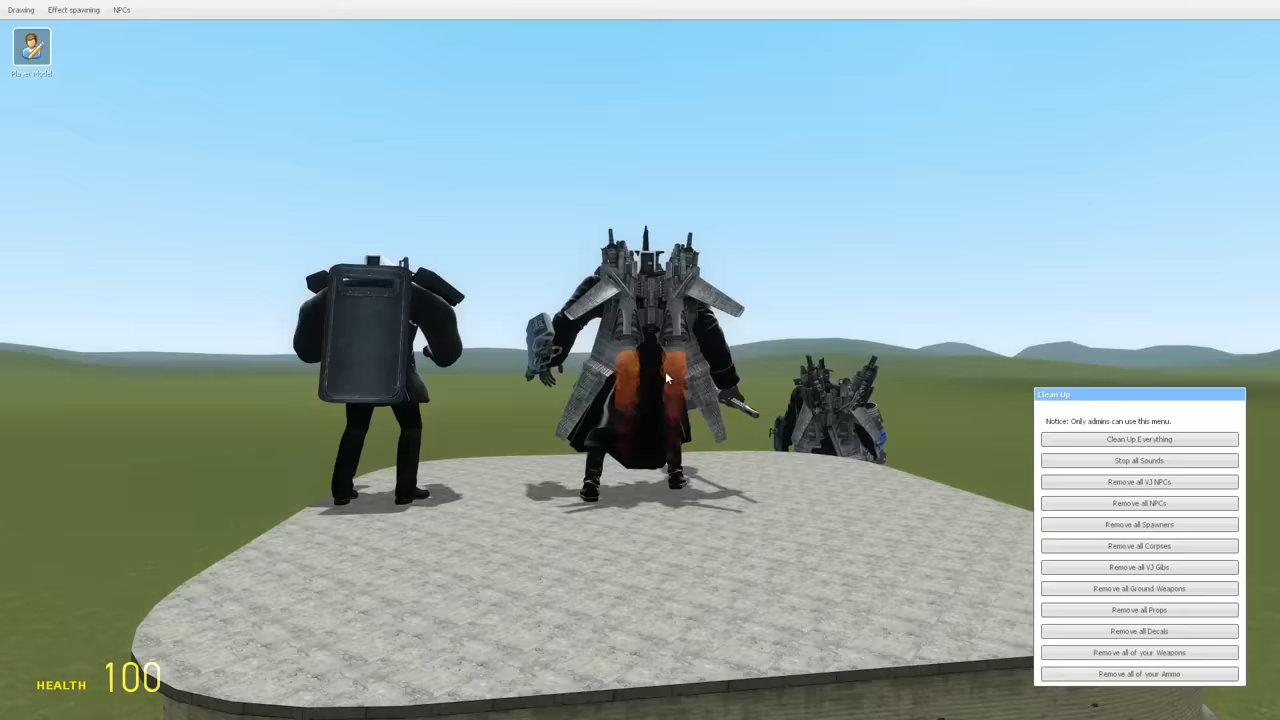 Drawing Effect spawning NPCs
Player Model
Clean Up
Notice: Only admins can use this menu.
Clean Up Everything
Stop all Sounds
Remove all VJ NPCs
Remove all NPCs
Remove all Spawners
Remove all Corpses
Remove all VJ Gibs
Remove all Ground Weapons
Remove all Props
Remove all Decals
Remove all of your Weapons
Remove all of your Ammo
HEALTH 100